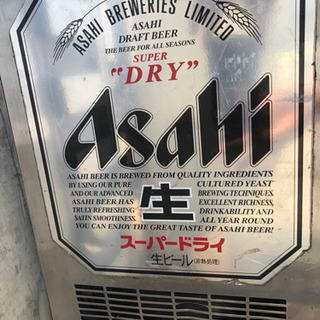 ASAHI BREWERIES LIMITED
ASAHI
DRAFT BEER
THE BEER FOR ALL SEASONS
SUPER
"DRY"
Asahi
ASAHI BEER IS BREWED FROM QUALITY INGREDIENTS
BY USING OUR PURE CULTURED YEAST
AND OUR ADVANCED BREWING TECHNIQUES.
ASAHI BEER HAS EXCELLENT RICHNESS,
TRULY REFRESHING DRINKABILITY AND
SATIN SMOOTHNESS. ALL YEAR ROUND
生
YOU CAN ENJOY THE GREAT TASTE OF ASAHI BEER!
スーパードライ
生ビール(非熱処理)